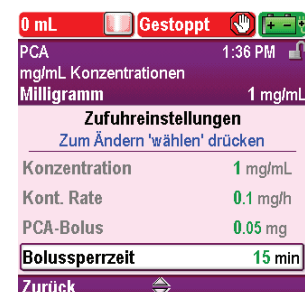 0 mL Gestoppt
PCA 1:36 PM
mg/mL Konzentrationen
Milligramm 1 mg/mL
Zufuhreinstellungen
Zum Ändern 'wählen' drücken
Konzentration 1 mg/mL
Kont. Rate 0.1 mg/h
PCA-Bolus 0.05 mg
Bolussperrzeit 15 min
Zurück